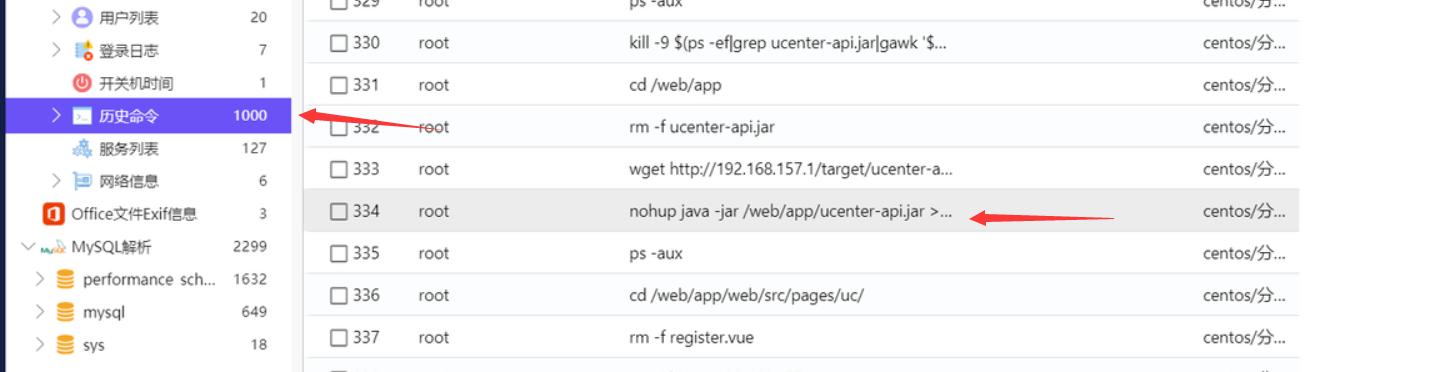 用户列表 20
登录日志 7
开关机时间 1
历史命令 1000
服务列表 127
网络信息 6
Office文件Exif信息 3
MySQL解析 2299
performance_sch... 1632
mysql 649
sys 18
329 root ps -aux centos/分...
330 root kill -9 $(ps -ef|grep ucenter-api.jar|gawk '$... centos/分...
331 root cd /web/app centos/分...
332 root rm -f ucenter-api.jar centos/分...
333 root wget http://192.168.157.1/target/ucenter-a... centos/分...
334 root nohup java -jar /web/app/ucenter-api.jar >... centos/分...
335 root ps -aux centos/分...
336 root cd /web/app/web/src/pages/uc/ centos/分...
337 root rm -f register.vue centos/分...